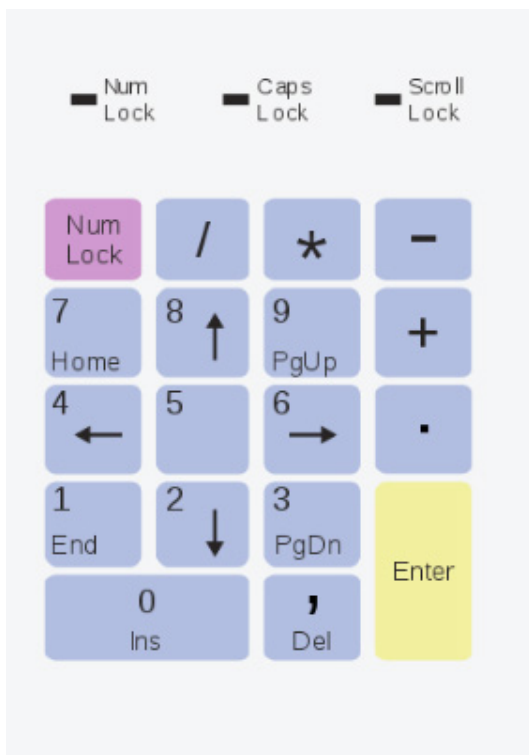 Num
Lock
Caps
Lock
Scroll
Lock
Num
Lock
/
*
-
7
Home
8
↑
9
PgUp
+
4
←
5
6
→
.
1
End
2
↓
3
PgDn
Enter
0
Ins
,
Del